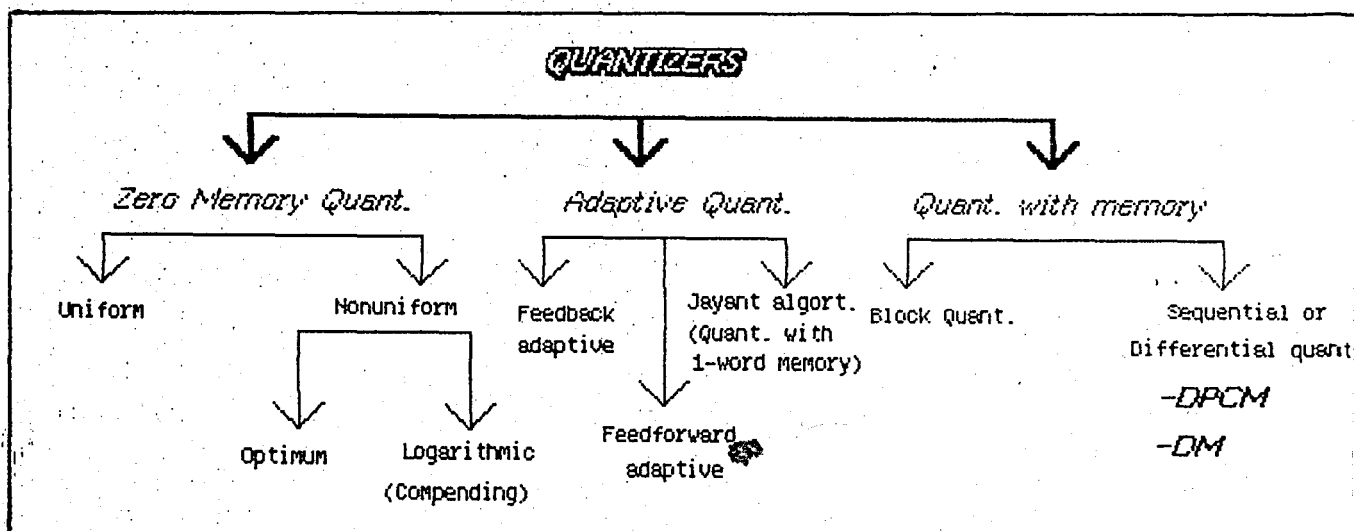 QUANTIZERS
Zero Memory Quant.
Adaptive Quant.
Quant. with memory
Uniform
Nonuniform
Optimum
Logarithmic
(Compending)
Feedback
adaptive
Feedforward
adaptive
Jayant algort.
(Quant. with
1-word memory)
Block Quant.
Sequential or
Differential quant
-DPCM
-DM